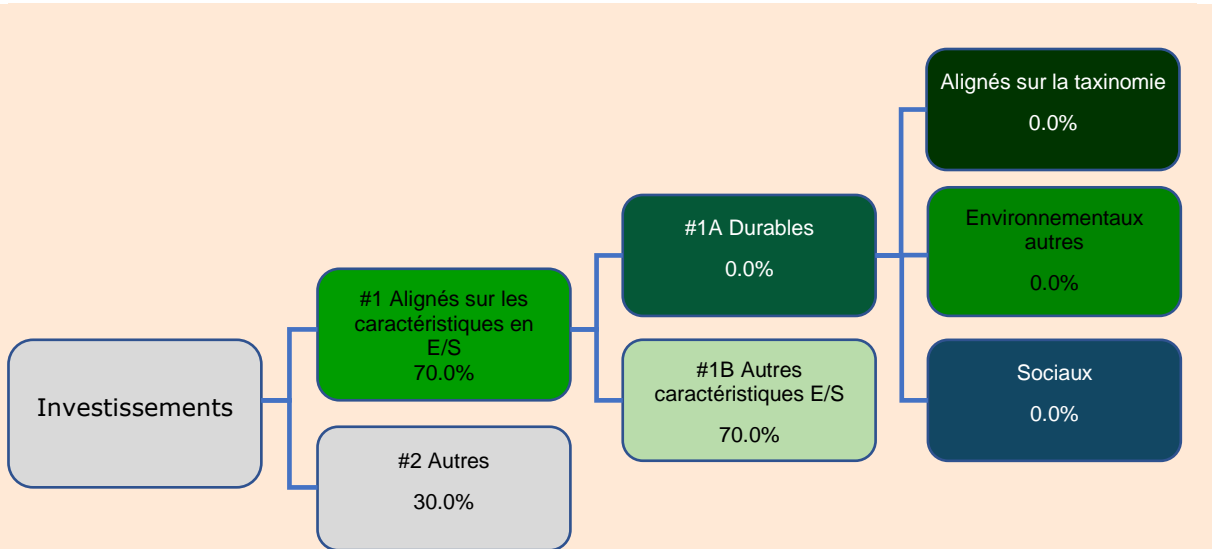 Investissements
#1 Alignés sur les
caractéristiques en
E/S
70.0%
#2 Autres
30.0%
#1A Durables
0.0%
#1B Autres
caractéristiques E/S
70.0%
Alignés sur la taxinomie
0.0%
Environnementaux
autres
0.0%
Sociaux
0.0%